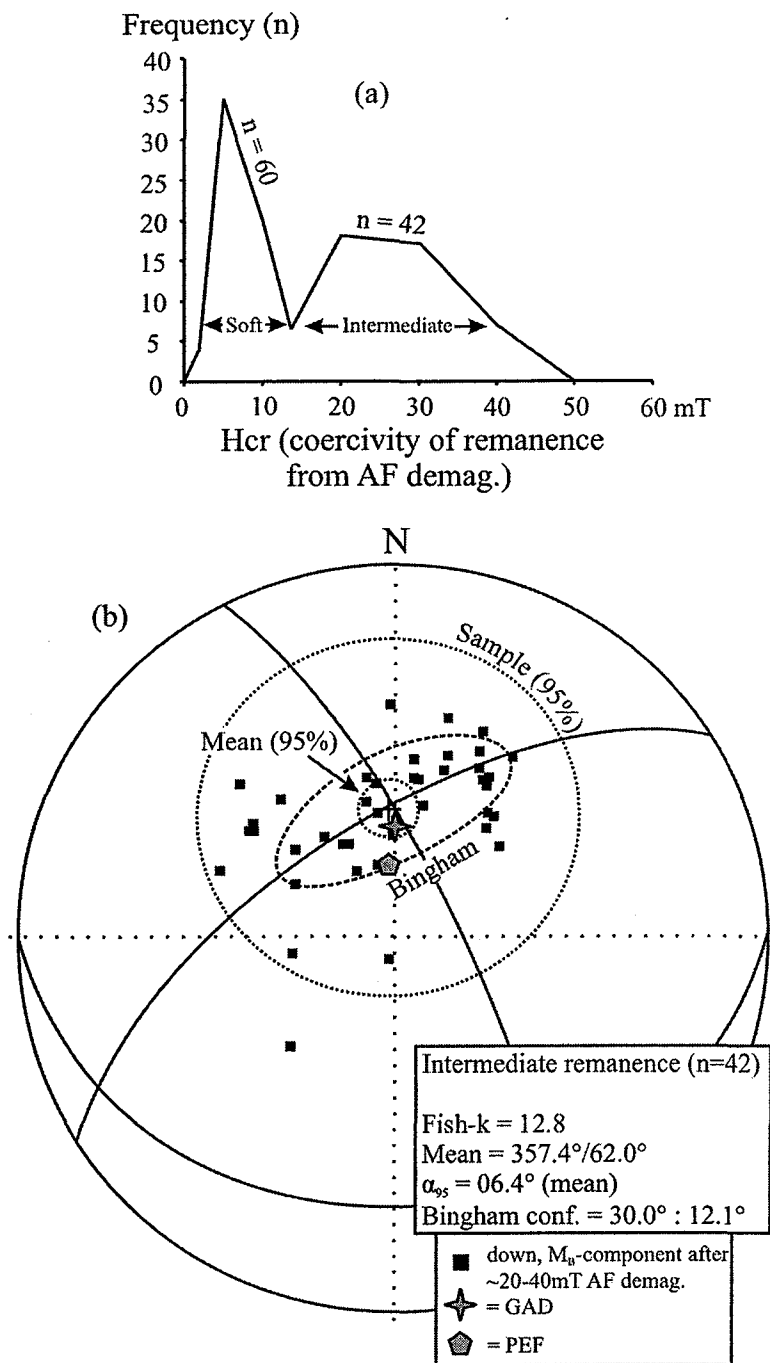 Frequency (n)
40
35
30
25
20
15
10
5
0
(a)
n = 60
n = 42
Soft
Intermediate
0 10 20 30 40 50 60 mT
Hcr (coercivity of remanence
from AF demag.)
N
(b)
Sample (95%)
Mean (95%)
Bingham
Intermediate remanence (n=42)
Fish-k = 12.8
Mean = 357.4°/62.0°
α₉₅ = 06.4° (mean)
Bingham conf. = 30.0° : 12.1°
down, M_B-component after
~20-40mT AF demag.
= GAD
= PEF